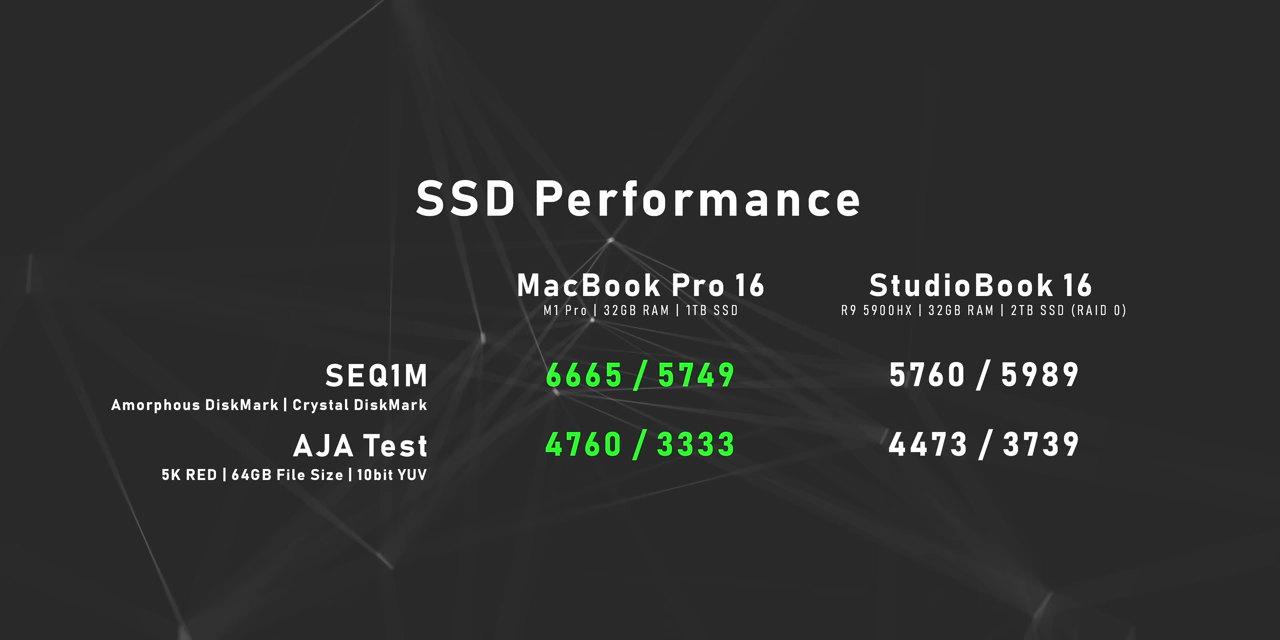 SSD Performance
MacBook Pro 16 StudioBook 16
M1 Pro | 32GB RAM | 1TB SSD R9 5900HX | 32GB RAM | 2TB SSD (RAID 0)
SEQ1M 6665 / 5749 5760 / 5989
Amorphous DiskMark | Crystal DiskMark
AJA Test 4760 / 3333 4473 / 3739
5K RED | 64GB File Size | 10bit YUV